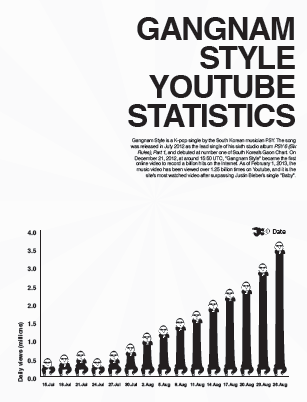 GANGNAM
STYLE
YOUTUBE
STATISTICS
Gangnam Style is a K-pop single by the South Korean musician PSY. The song
was released in July 2012 as the lead single of his sixth studio album PSY 6 (Six
Rules), Part 1, and debuted at number one of South Korea's Gaon Chart. On
December 21, 2012, at around 15:50 UTC, "Gangnam Style" became the first
online video to record a billion hits on the Internet. As of February 1, 2013, the
music video has been viewed over 1.25 billion times on Youtube, and it is the
site's most watched video after surpassing Justin Bieber's single "Baby".
Date
Daily views (millions)
4.0
3.5
3.0
2.5
2.0
1.5
1.0
0.5
0.0
15.Jul 18.Jul 21.Jul 24.Jul 27.Jul 30.Jul 2.Aug 5.Aug 8.Aug 11.Aug 14.Aug 17.Aug 20.Aug 23.Aug 26.Aug